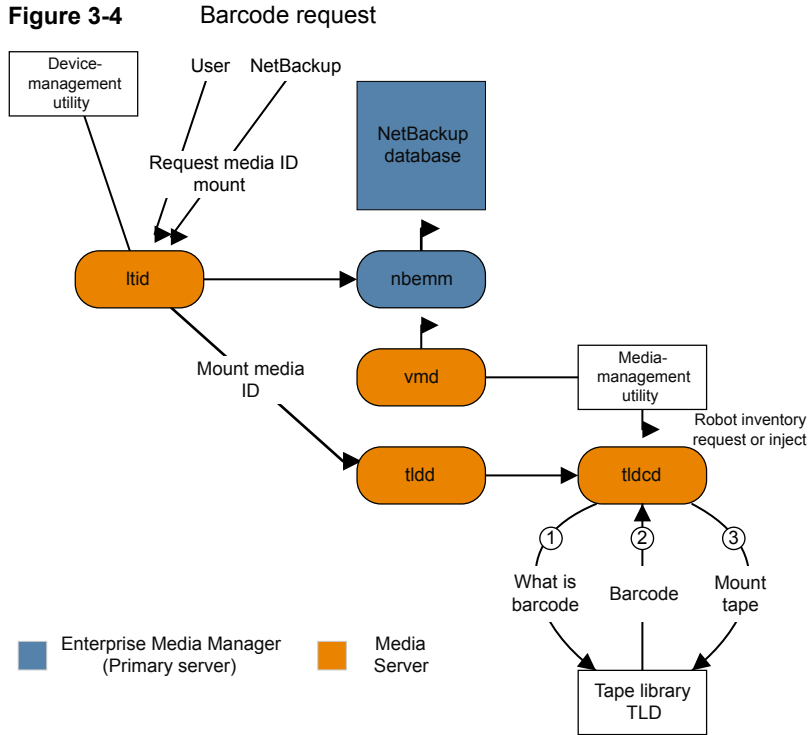 Figure 3-4 Barcode request
Device-
management
utility
User
NetBackup
NetBackup
database
Request media ID
mount
ltid
nbemm
Mount media
ID
vmd
Media-
management
utility
Robot inventory
request or inject
tldd
tldcd
1
2
3
What is
barcode
Barcode
Mount
tape
Enterprise Media Manager
(Primary server)
Media
Server
Tape library
TLD